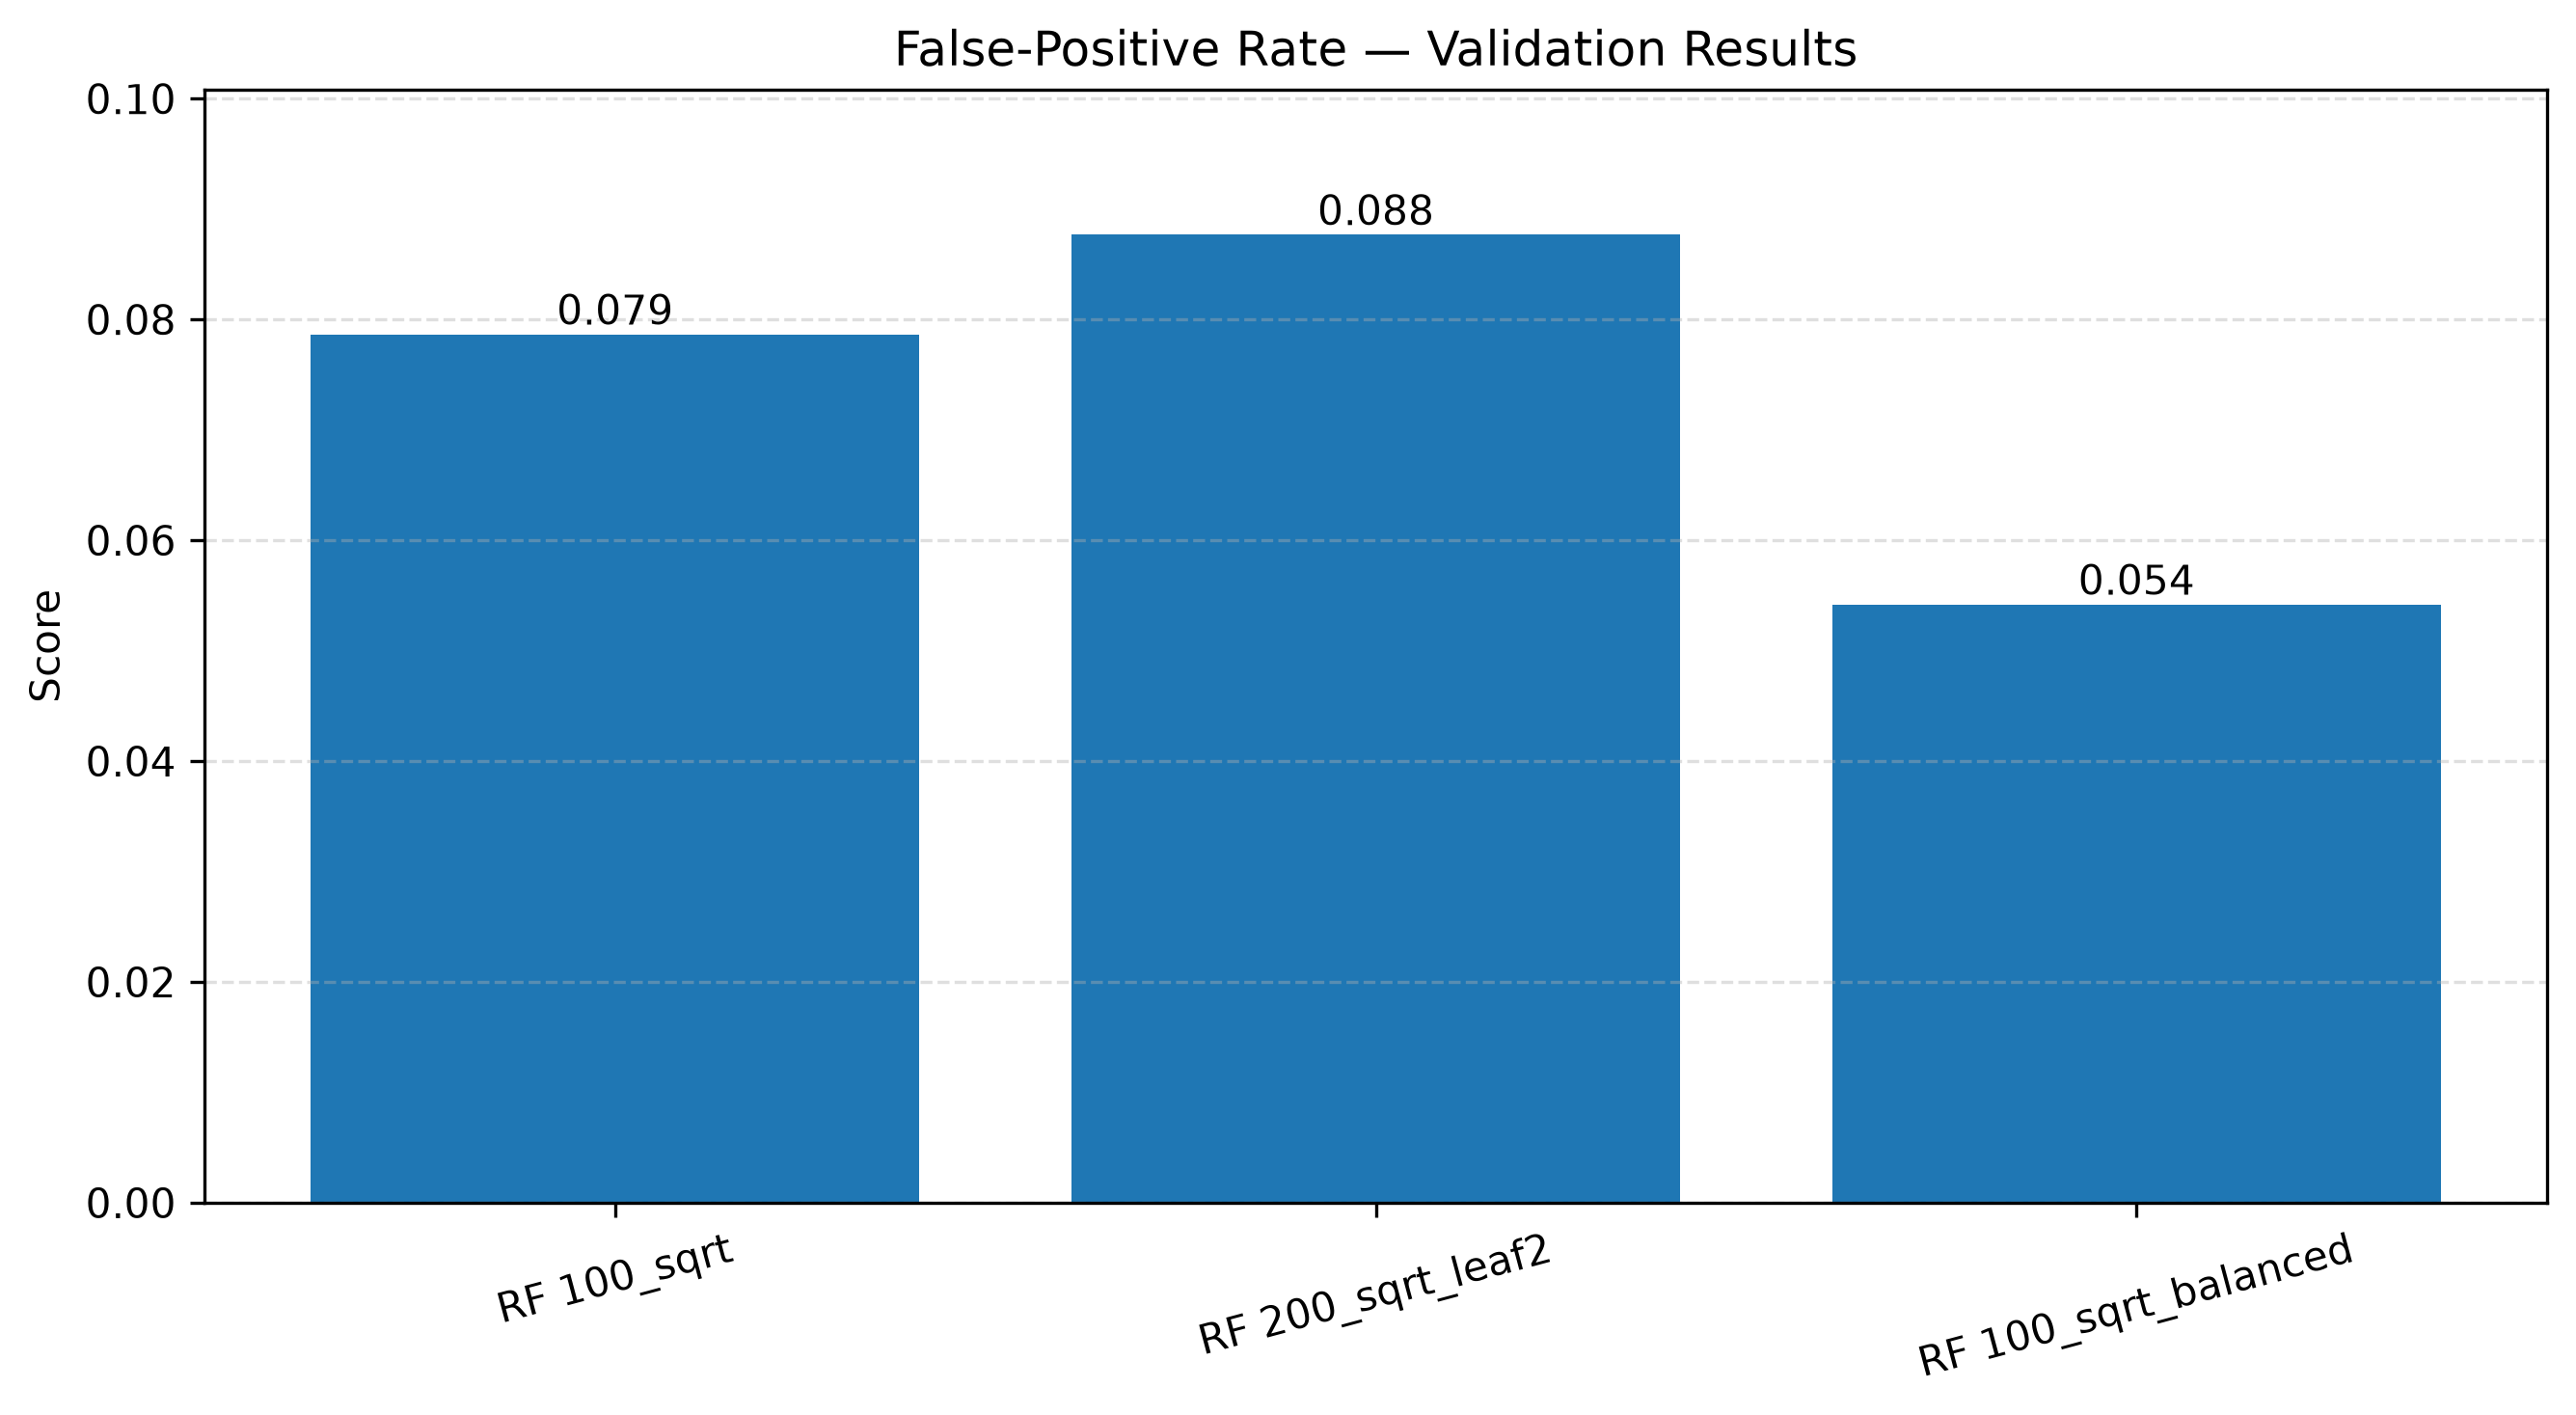 False-Positive Rate — Validation Results
0.10
0.08
0.06
0.04
0.02
0.00
Score
0.079
0.088
0.054
RF 100_sqrt
RF 200_sqrt_leaf2
RF 100_sqrt_balanced